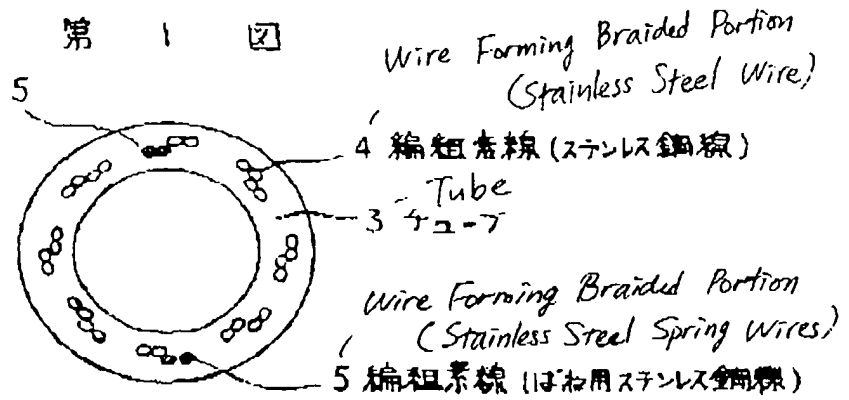 第 1 図
Wire Forming Braided Portion
(Stainless Steel Wire)
5
4 編組素線(ステンレス鋼線)
Tube
3 チューブ
Wire Forming Braided Portion
(Stainless Steel Spring Wires)
5 編組素線(ばね用ステンレス鋼線)